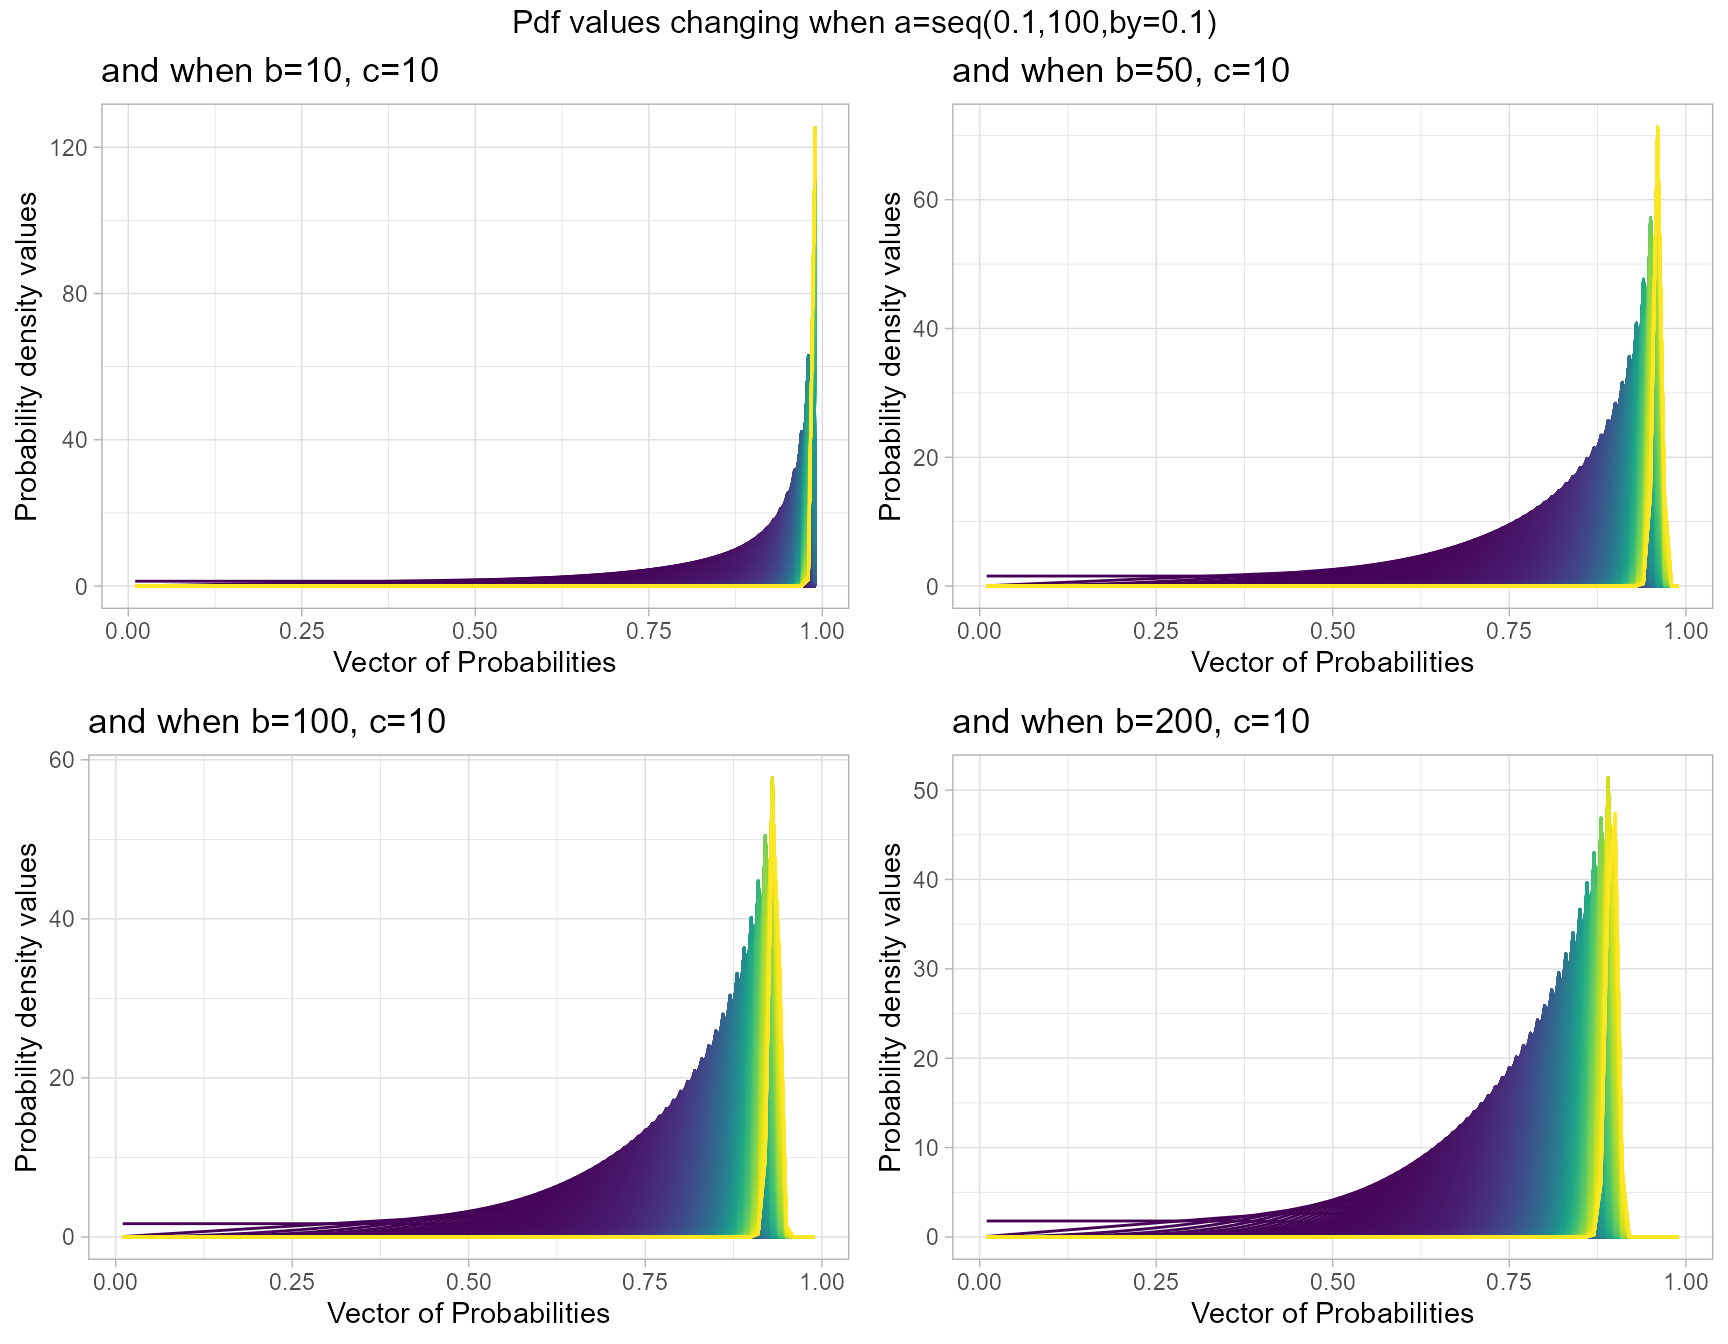 Pdf values changing when a=seq(0.1,100,by=0.1)
and when b=10, c=10
Probability density values
120
80
40
0
0.00 0.25 0.50 0.75 1.00
Vector of Probabilities
and when b=50, c=10
Probability density values
60
40
20
0
0.00 0.25 0.50 0.75 1.00
Vector of Probabilities
and when b=100, c=10
Probability density values
60
40
20
0
0.00 0.25 0.50 0.75 1.00
Vector of Probabilities
and when b=200, c=10
Probability density values
50
40
30
20
10
0
0.00 0.25 0.50 0.75 1.00
Vector of Probabilities